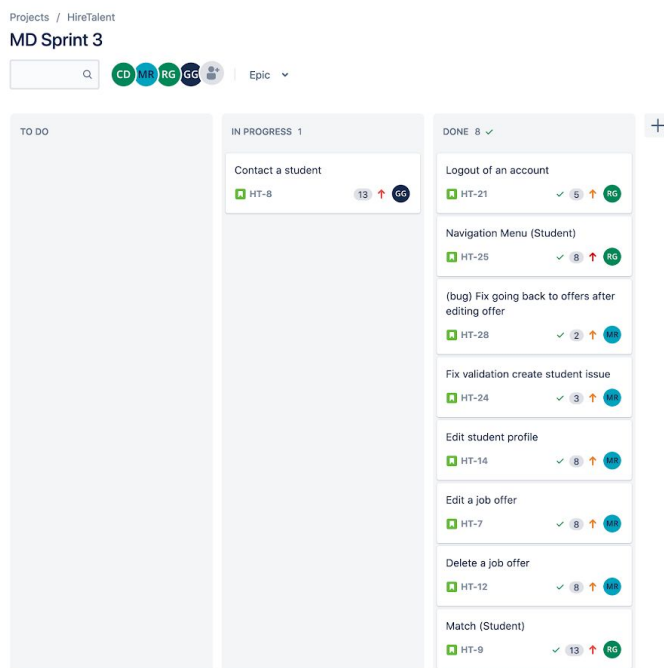 Projects / HireTalent
MD Sprint 3
CD MR RG GG Epic
TO DO
IN PROGRESS 1
Contact a student
HT-8 13 GG
DONE 8
Logout of an account
HT-21 5 RG
Navigation Menu (Student)
HT-25 8 RG
(bug) Fix going back to offers after
editing offer
HT-28 2 MR
Fix validation create student issue
HT-24 3 MR
Edit student profile
HT-14 8 MR
Edit a job offer
HT-7 8 MR
Delete a job offer
HT-12 8 MR
Match (Student)
HT-9 13 RG